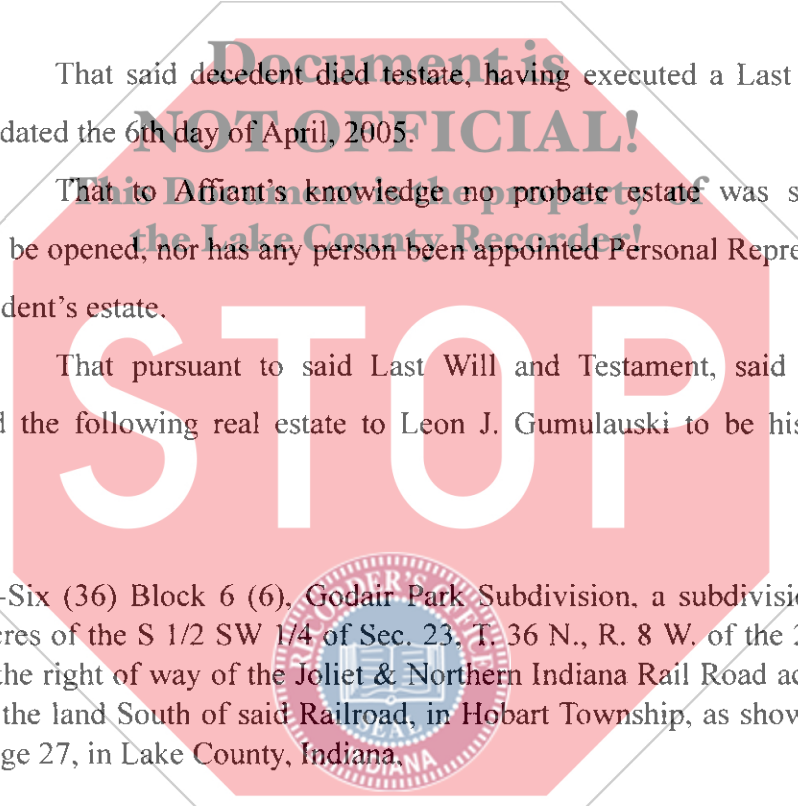 Document is
That said decedent died testate, having executed a Last
NOT OFFICIAL!
dated the 6th day of April, 2005.
This Document is the property of
That to Affiant's knowledge no probate estate was s
the Lake County Recorder!
be opened, nor has any person been appointed Personal Repre
dent's estate.
STOP
That pursuant to said Last Will and Testament, said
d the following real estate to Leon J. Gumulauski to be his
-Six (36) Block 6 (6), Godair Park Subdivision, a subdivisio
cres of the S 1/2 SW 1/4 of Sec. 23, T. 36 N., R. 8 W. of the 2
the right of way of the Joliet & Northern Indiana Rail Road ac
the land South of said Railroad, in Hobart Township, as show
ge 27, in Lake County, Indiana,
RECORDER'S OFFICE
SEAL
INDIANA